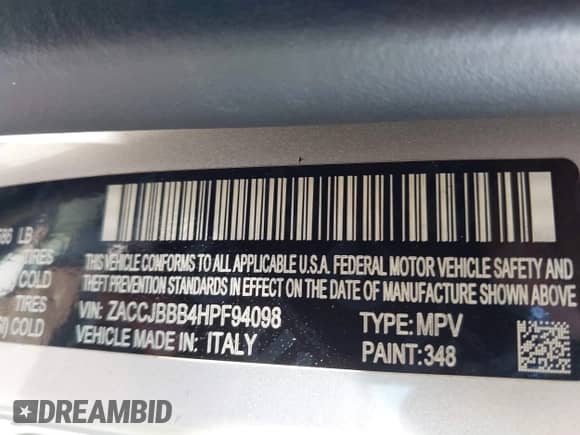 86 LB
TIRES
COLD
TIRES
COLD
THIS VEHICLE CONFORMS TO ALL APPLICABLE U.S.A. FEDERAL MOTOR VEHICLE SAFETY AND
THEFT PREVENTION STANDARDS IN EFFECT ON THE DATE OF MANUFACTURE SHOWN ABOVE
VIN: ZACCJBBB4HPF94098 TYPE: MPV
VEHICLE MADE IN: ITALY PAINT: 348
DREAMBID